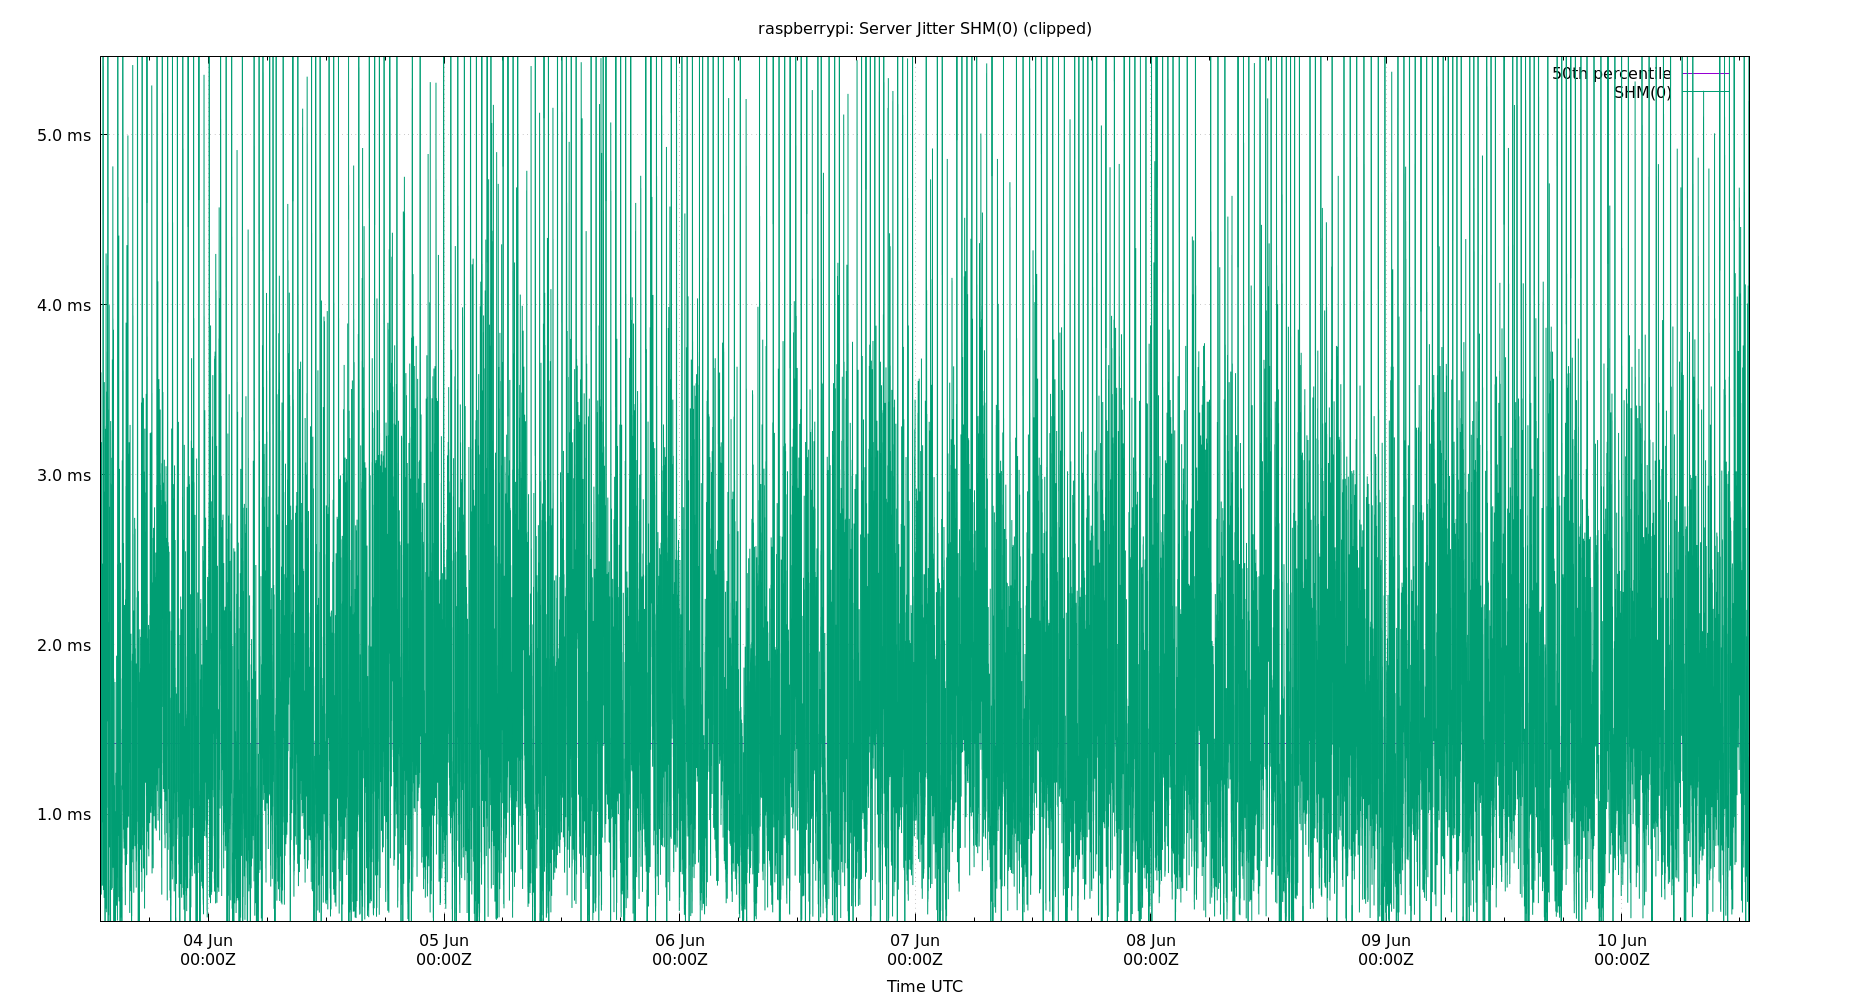 raspberrypi: Server Jitter SHM(0) (clipped)
50th percentile
SHM(0)
5.0 ms
4.0 ms
3.0 ms
2.0 ms
1.0 ms
04 Jun 05 Jun 06 Jun 07 Jun 08 Jun 09 Jun 10 Jun
00:00Z 00:00Z 00:00Z 00:00Z 00:00Z 00:00Z 00:00Z
Time UTC